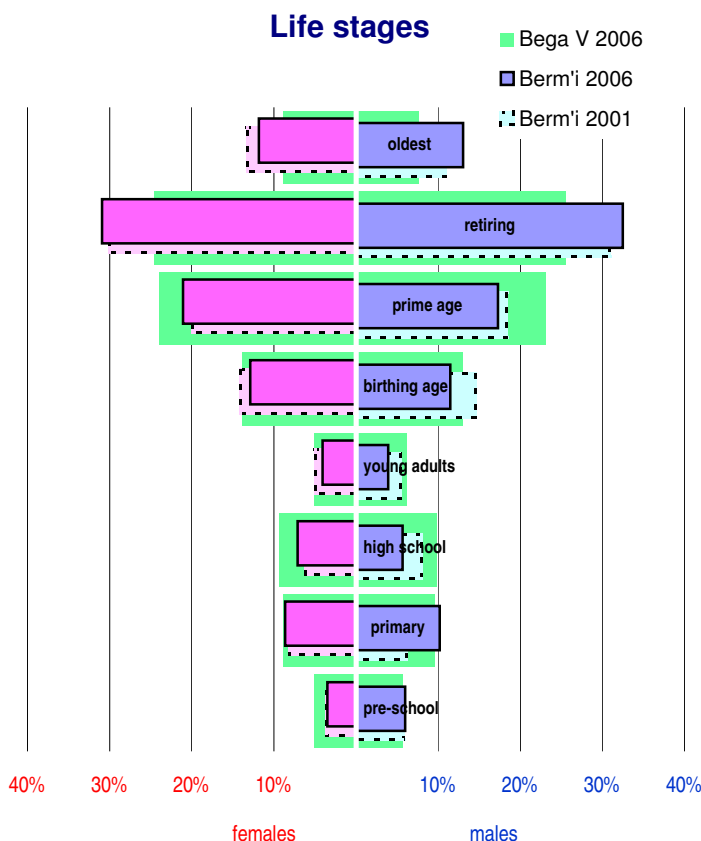 Life stages
Bega V 2006
Berm'i 2006
Berm'i 2001
oldest
retiring
prime age
birthing age
young adults
high school
primary
pre-school
40% 30% 20% 10% 10% 20% 30% 40%
females males